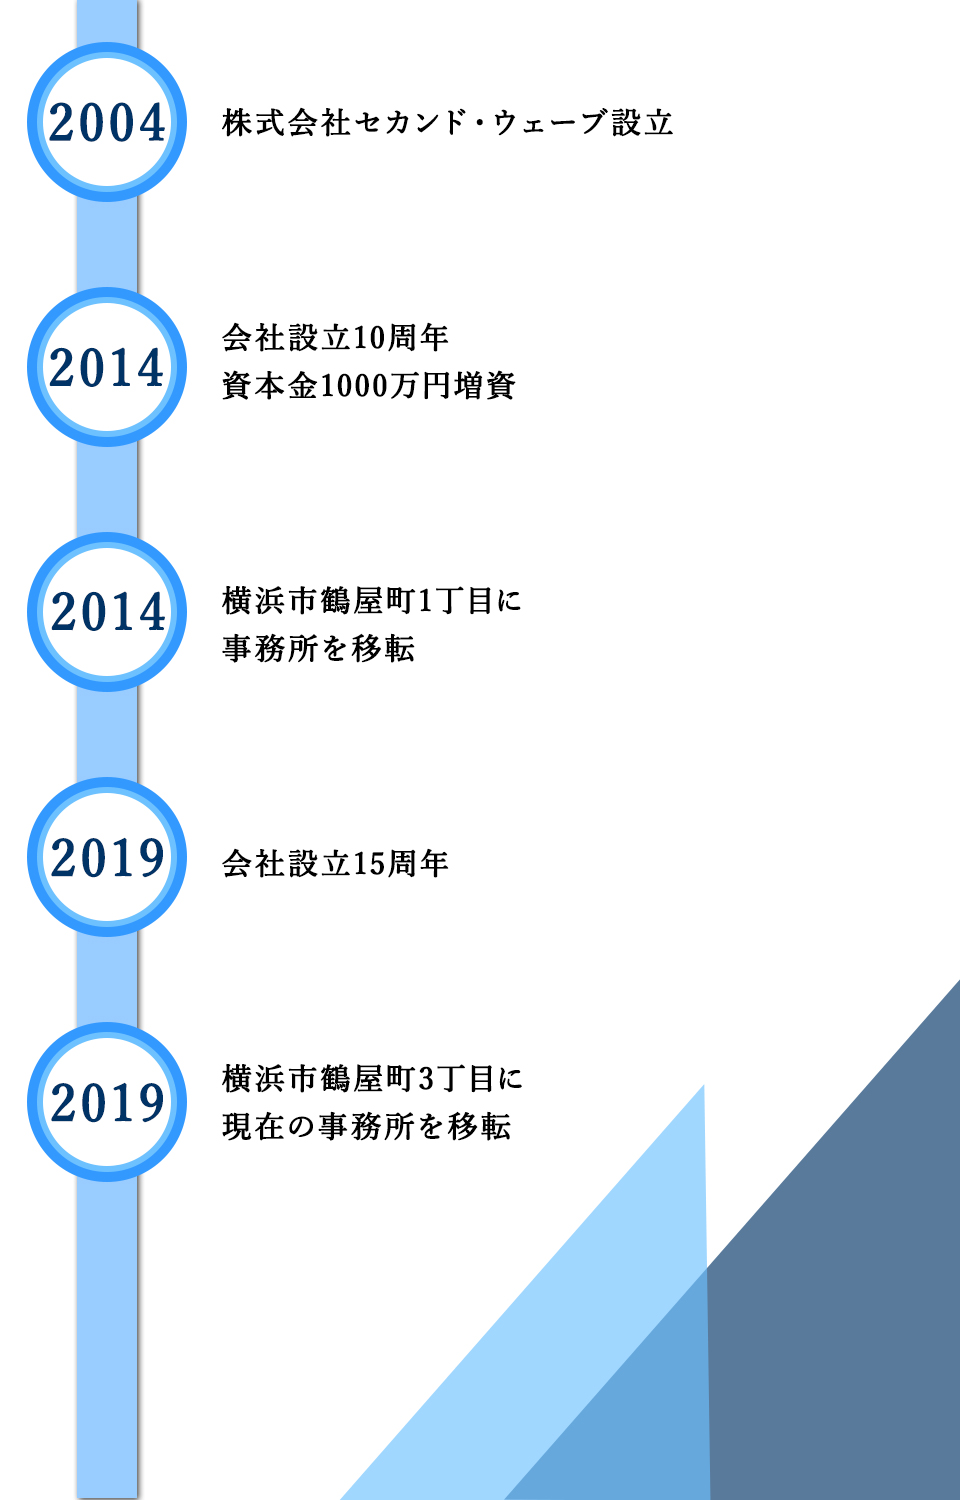 2004
株式会社セカンド・ウェーブ設立
2014
会社設立10周年
資本金1000万円増資
2014
横浜市鶴屋町1丁目に
事務所を移転
2019
会社設立15周年
2019
横浜市鶴屋町3丁目に
現在の事務所を移転